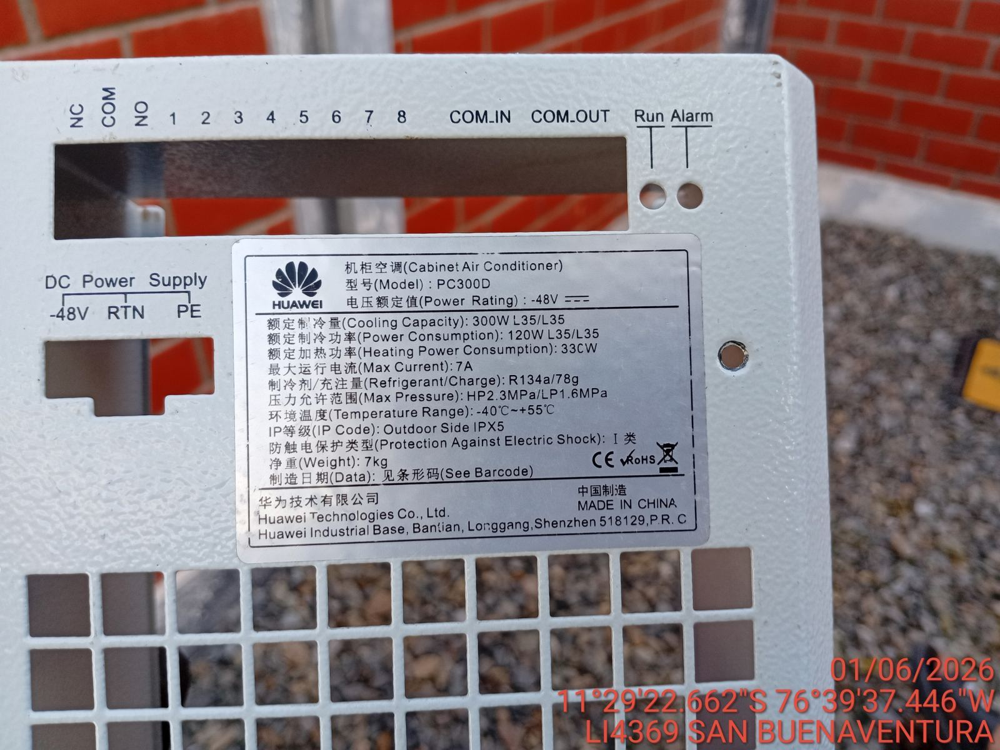 NC COM NO 1 2 3 4 5 6 7 8 COM_IN COM_OUT Run Alarm
DC Power Supply
-48V RTN PE
HUAWEI
机柜空调(Cabinet Air Conditioner)
型号(Model) : PC300D
电压额定值(Power Rating) : -48V
额定制冷量(Cooling Capacity): 300W L35/L35
额定制冷功率(Power Consumption): 120W L35/L35
额定加热功率(Heating Power Consumption): 330W
最大运行电流(Max Current): 7A
制冷剂/充注量(Refrigerant/Charge): R134a/78g
压力允许范围(Max Pressure): HP2.3MPa/LP1.6MPa
环境温度(Temperature Range): -40℃~+55℃
IP等级(IP Code): Outdoor Side IPX5
防触电保护类型(Protection Against Electric Shock): I 类
净重(Weight): 7kg
CE RoHS
制造日期(Data): 见条形码(See Barcode)
华为技术有限公司
中国制造
Huawei Technologies Co., Ltd.
MADE IN CHINA
Huawei Industrial Base, Bantian, Longgang,Shenzhen 518129,P.R. C
01/06/2026
11°29'22.662"S 76°39'37.446"W
LI4369 SAN BUENAVENTURA